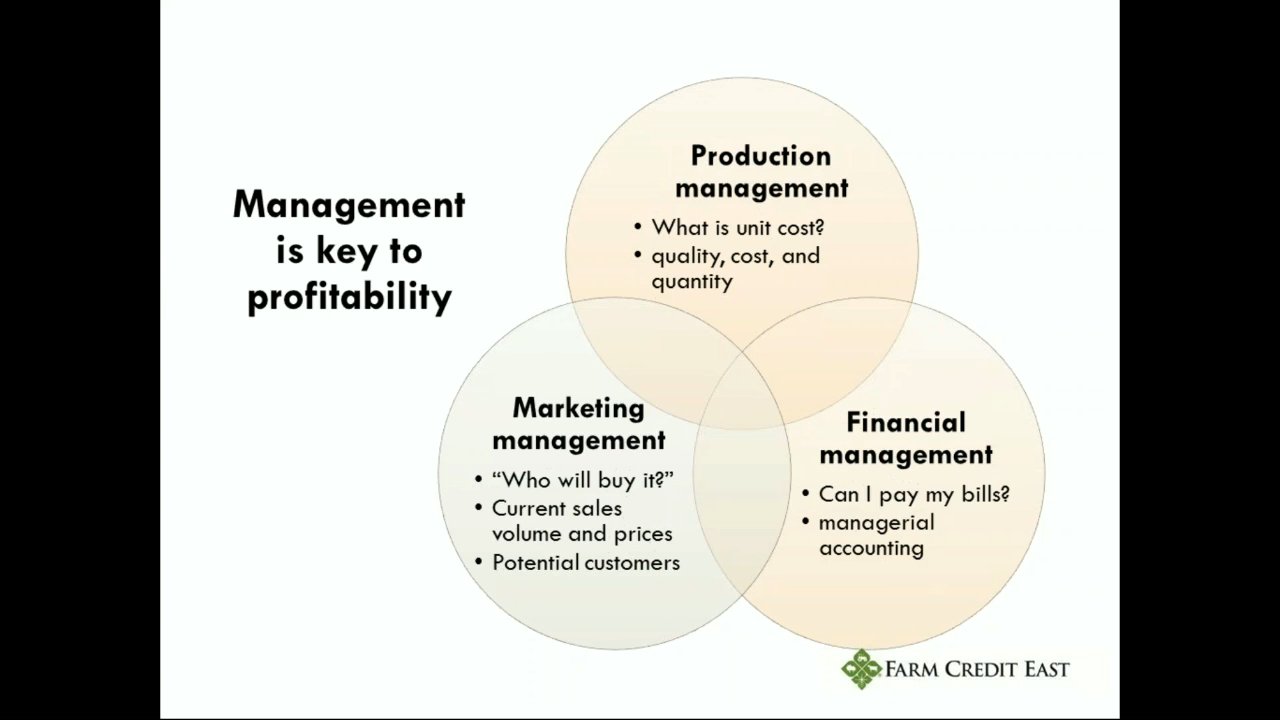 Management
is key to
profitability
Production
management
• What is unit cost?
• quality, cost, and
quantity
Marketing
management
• “Who will buy it?”
• Current sales
volume and prices
• Potential customers
Financial
management
• Can I pay my bills?
• managerial
accounting
FARM CREDIT EAST